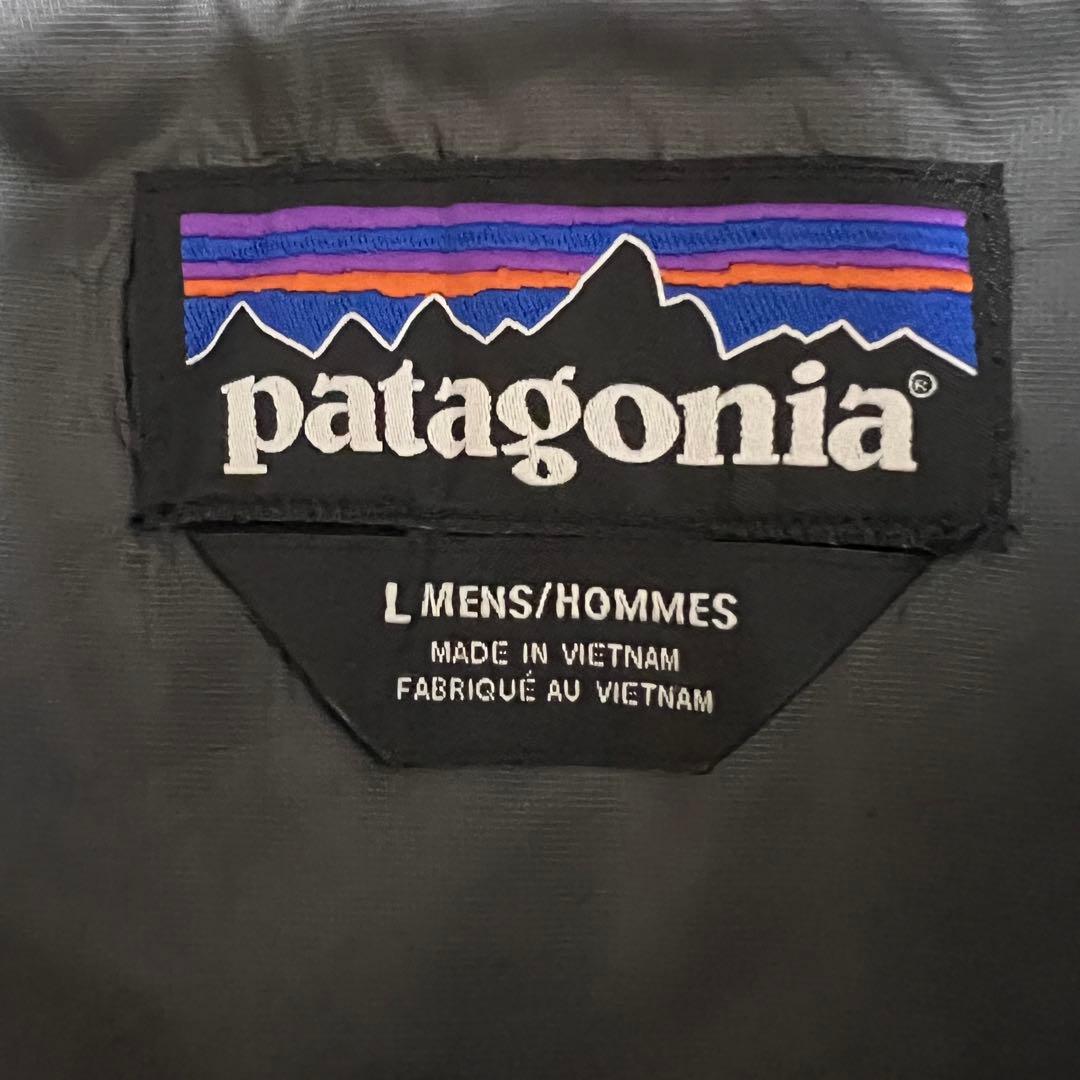 patagonia®
L MENS/HOMMES
MADE IN VIETNAM
FABRIQUÉ AU VIETNAM